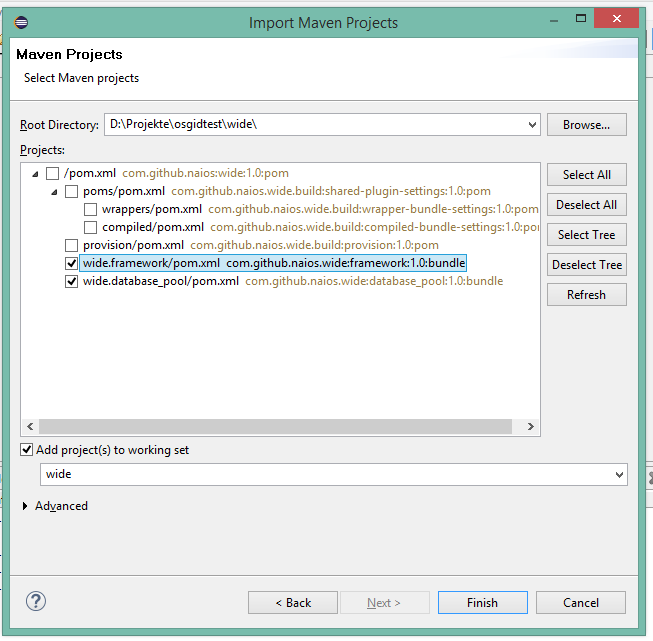 Import Maven Projects
Maven Projects
Select Maven projects
Root Directory: D:\Projekte\osgidtest\wide\ Browse...
Projects:
/pom.xml com.github.naios:wide:1.0:pom
poms/pom.xml com.github.naios.wide.build:shared-plugin-settings:1.0:pom
wrappers/pom.xml com.github.naios.wide.build:wrapper-bundle-settings:1.0:pom
compiled/pom.xml com.github.naios.wide.build:compiled-bundle-settings:1.0:por
provision/pom.xml com.github.naios.wide.build:provision:1.0:pom
wide.framework/pom.xml com.github.naios.wide:framework:1.0:bundle
wide.database_pool/pom.xml com.github.naios.wide:database_pool:1.0:bundle
Select All
Deselect All
Select Tree
Deselect Tree
Refresh
Add project(s) to working set
wide
Advanced
? < Back Next > Finish Cancel